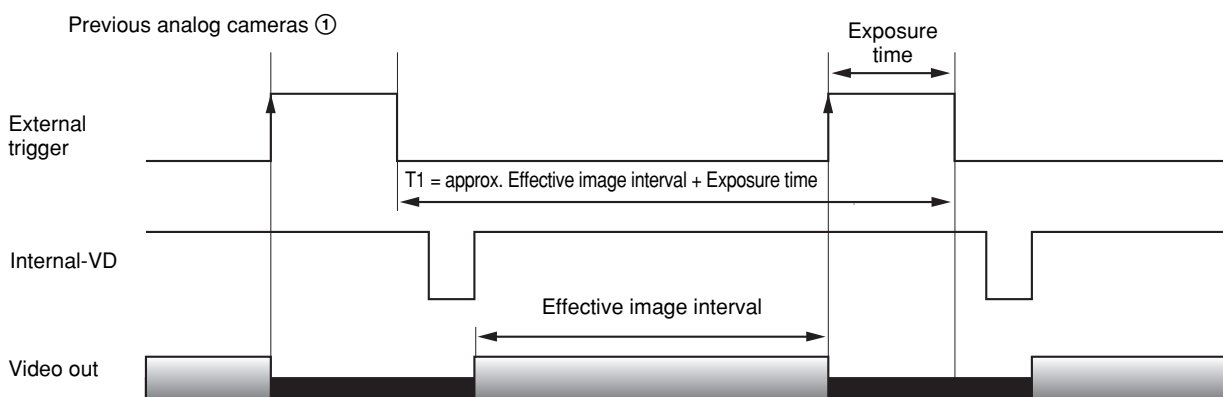 Previous analog cameras ①
Exposure
time
External
trigger
T1 = approx. Effective image interval + Exposure time
Internal-VD
Effective image interval
Video out